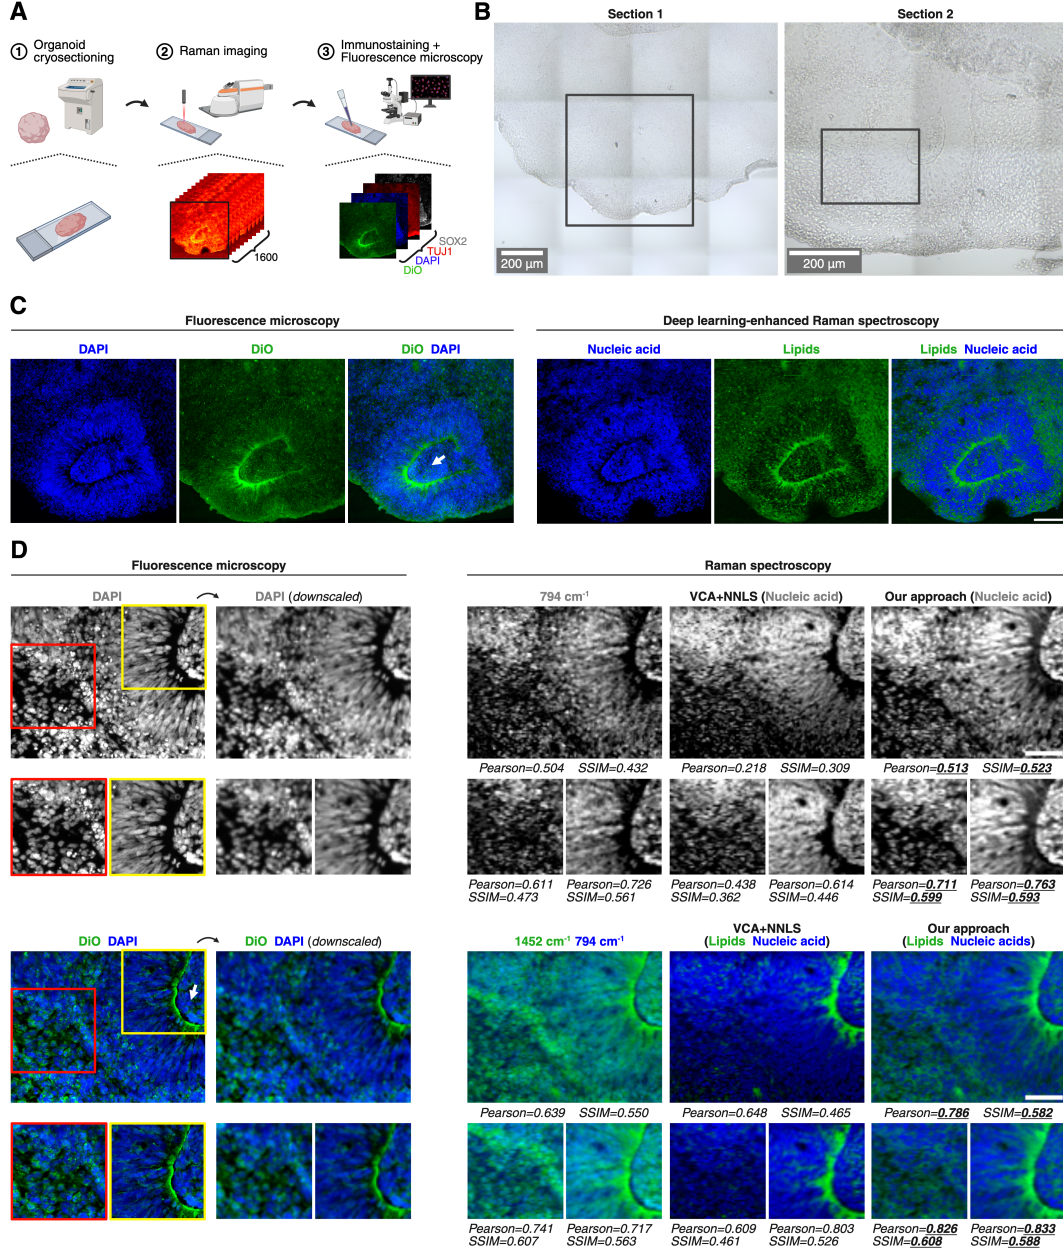 A
① Organoid
cryosectioning
② Raman imaging
③ Immunostaining +
Fluorescence microscopy
1600
SOX2
TUJ1
DAPI
DiO
B
Section 1
Section 2
200 µm
200 µm
C
Fluorescence microscopy
Deep learning-enhanced Raman spectroscopy
DAPI
DiO
DiO DAPI
Nucleic acid
Lipids
Lipids Nucleic acid
D
Fluorescence microscopy
Raman spectroscopy
DAPI
DAPI (downscaled)
794 cm⁻¹
VCA+NNLS (Nucleic acid)
Our approach (Nucleic acid)
Pearson=0.504 SSIM=0.432
Pearson=0.218 SSIM=0.309
Pearson=0.513 SSIM=0.523
Pearson=0.611
SSIM=0.473
Pearson=0.726
SSIM=0.561
Pearson=0.438
SSIM=0.362
Pearson=0.614
SSIM=0.446
Pearson=0.711
SSIM=0.599
Pearson=0.763
SSIM=0.593
DiO DAPI
DiO DAPI (downscaled)
1452 cm⁻¹ 794 cm⁻¹
VCA+NNLS
(Lipids Nucleic acid)
Our approach
(Lipids Nucleic acids)
Pearson=0.639 SSIM=0.550
Pearson=0.648 SSIM=0.465
Pearson=0.786 SSIM=0.582
Pearson=0.741
SSIM=0.607
Pearson=0.717
SSIM=0.563
Pearson=0.609
SSIM=0.461
Pearson=0.803
SSIM=0.526
Pearson=0.826
SSIM=0.608
Pearson=0.833
SSIM=0.588